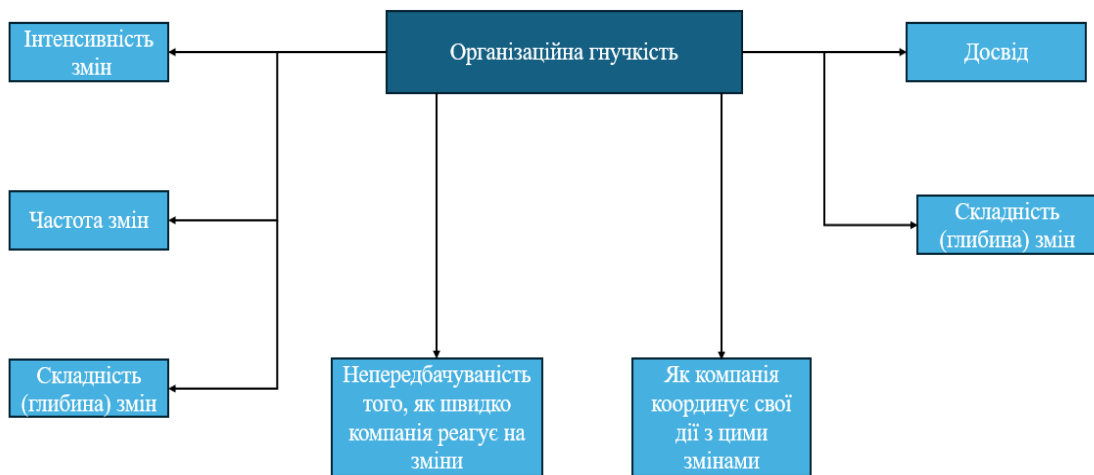 Інтенсивність
змін
Організаційна гнучкість
Досвід
Частота змін
Складність
(глибина) змін
Складність
(глибина) змін
Непередбачуваність
того, як швидко
компанія реагує на
зміни
Як компанія
координує свої
дії з цими
змінами